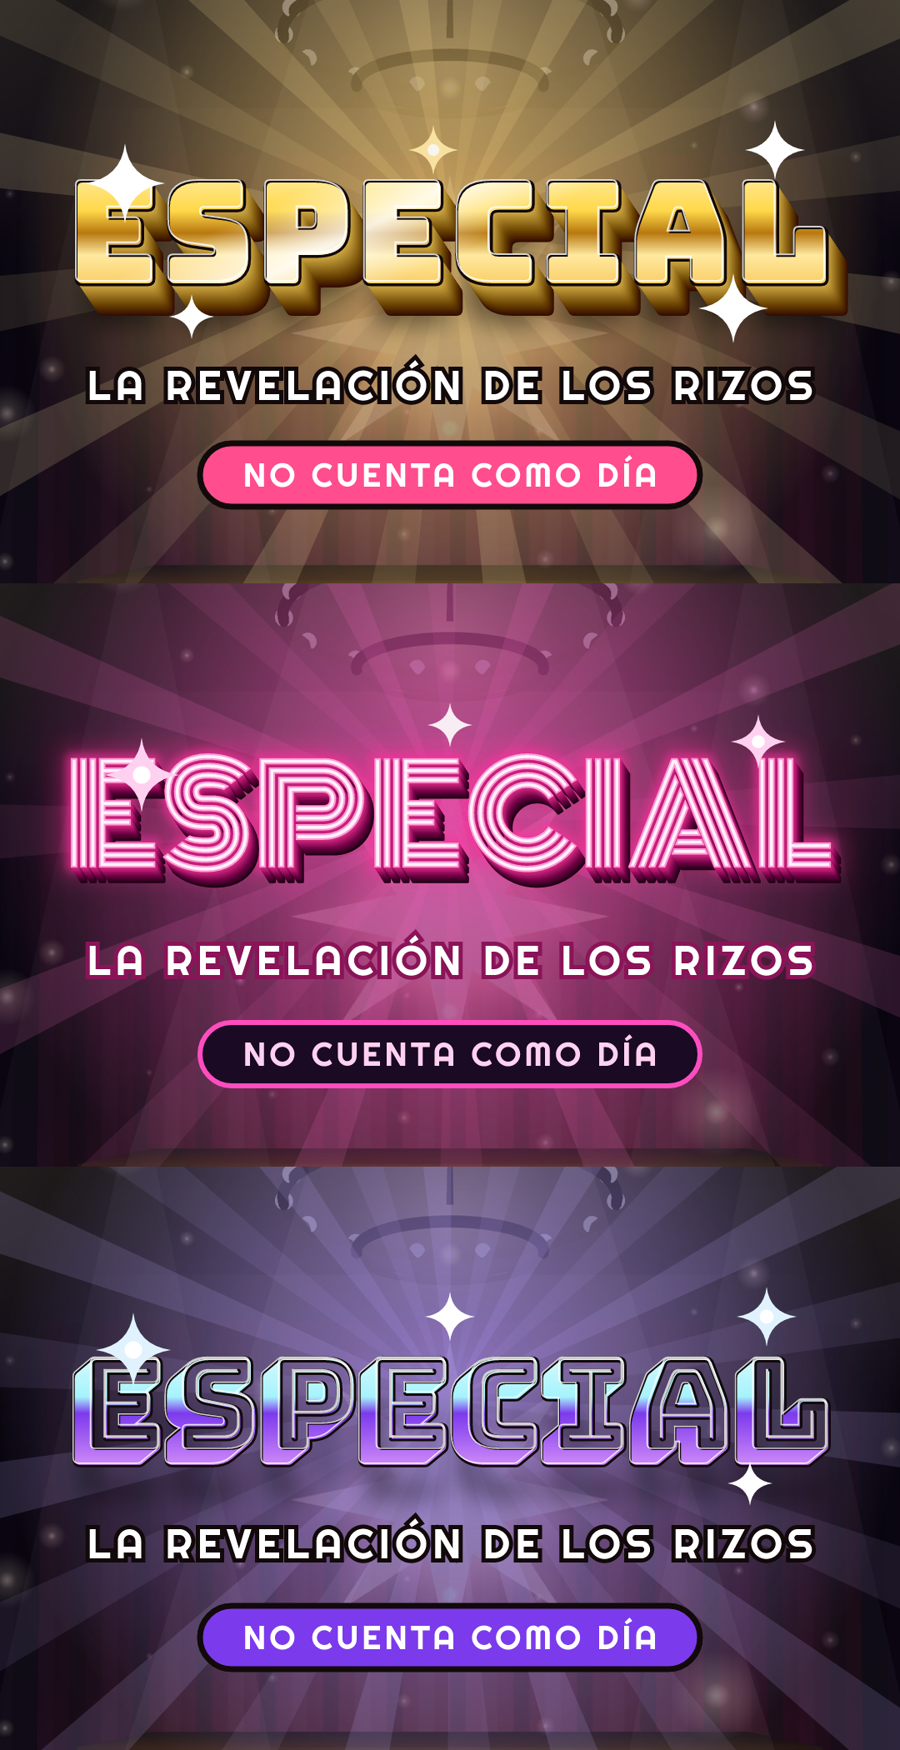 ESPECIAL
LA REVELACIÓN DE LOS RIZOS
NO CUENTA COMO DÍA
ESPECIAL
LA REVELACIÓN DE LOS RIZOS
NO CUENTA COMO DÍA
ESPECIAL
LA REVELACIÓN DE LOS RIZOS
NO CUENTA COMO DÍA